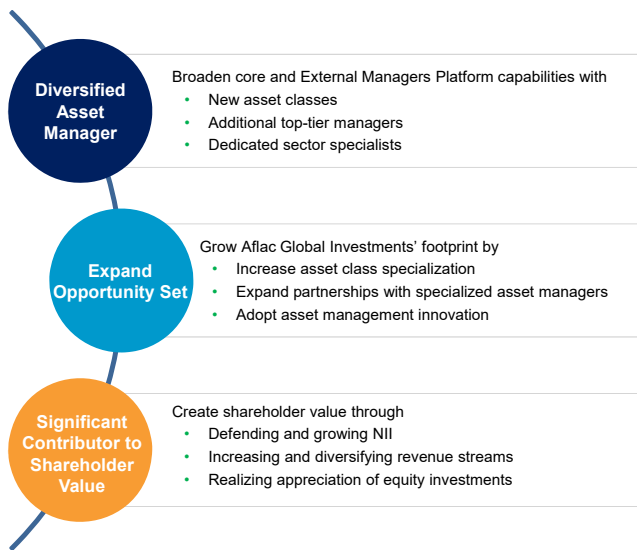 Diversified
Asset
Manager
Broaden core and External Managers Platform capabilities with
• New asset classes
• Additional top-tier managers
• Dedicated sector specialists
Expand
Opportunity Set
Grow Aflac Global Investments’ footprint by
• Increase asset class specialization
• Expand partnerships with specialized asset managers
• Adopt asset management innovation
Significant
Contributor to
Shareholder
Value
Create shareholder value through
• Defending and growing NII
• Increasing and diversifying revenue streams
• Realizing appreciation of equity investments